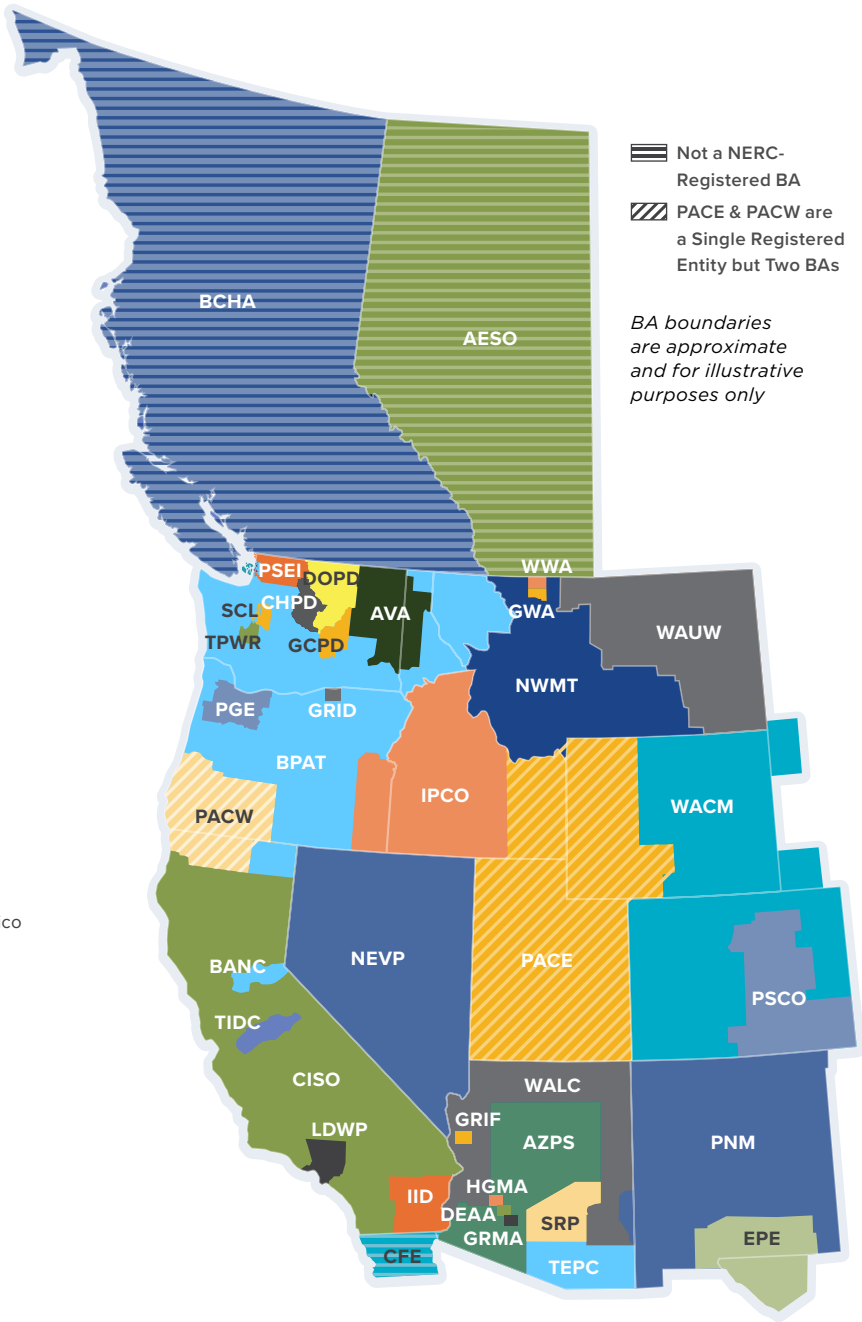 Not a NERC-
Registered BA
PACE & PACW are
a Single Registered
Entity but Two BAs
BA boundaries
are approximate
and for illustrative
purposes only
BCHA
AESO
WWA
PSEI
DOPD
CHPD
SCL
GWA
AVA
WAUW
TPWR
GCPD
NWMT
PGE
GRID
BPAT
IPCO
WACM
PACW
ico
NEVP
PACE
BANC
PSCO
TIDC
CISO
WALC
GRIF
LDWP
AZPS
PNM
HGMA
IID
DEAA
SRP
GRMA
EPE
CFE
TEPC